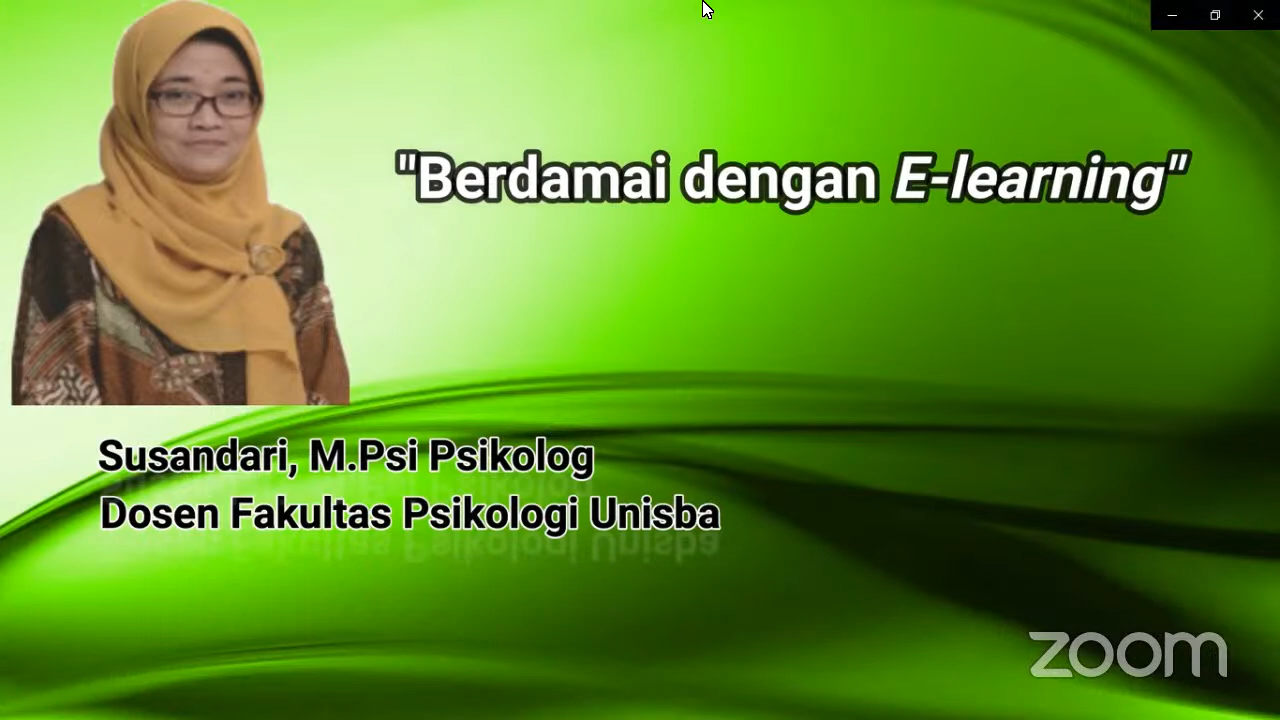 "Berdamai dengan E-learning"
Susandari, M.Psi Psikolog
Dosen Fakultas Psikologi Unisba
zoom